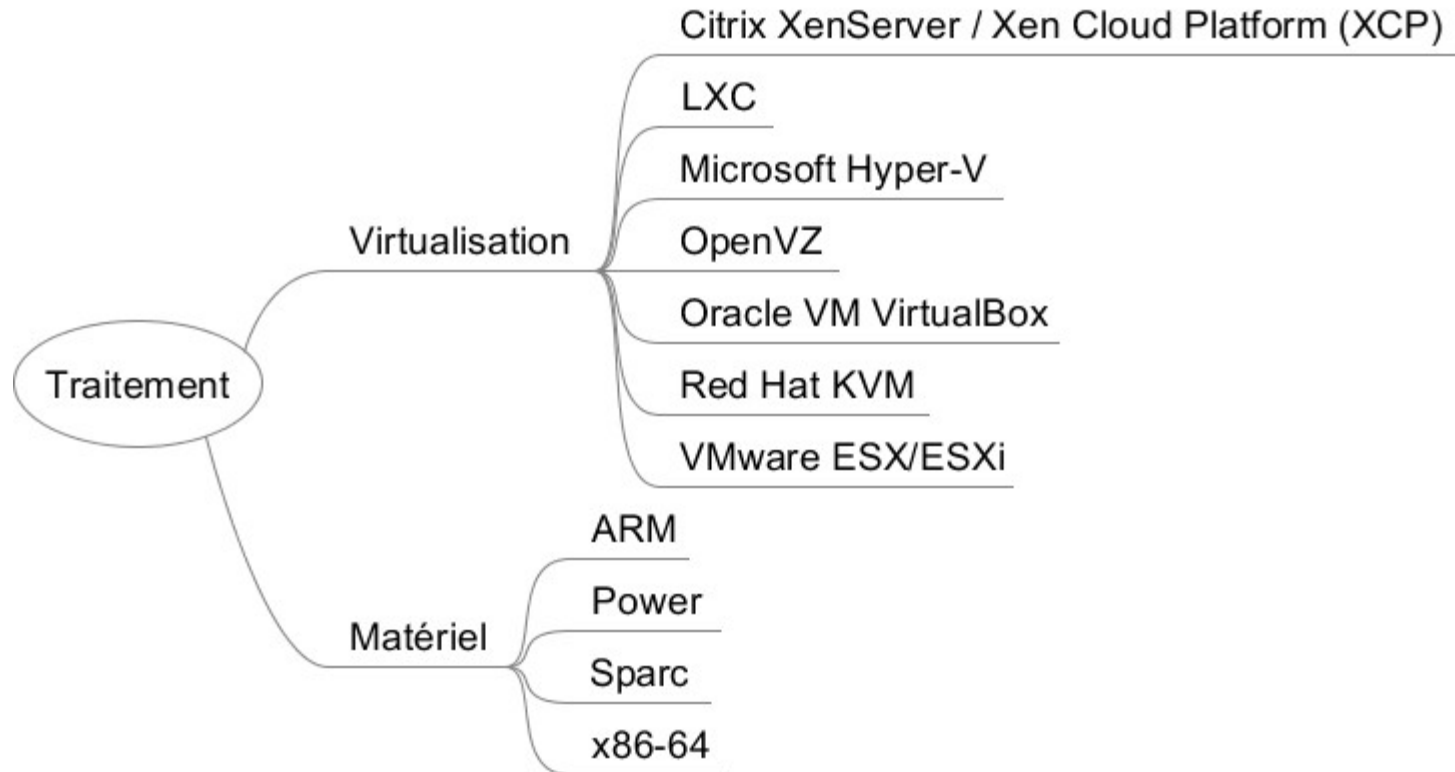 Citrix XenServer / Xen Cloud Platform (XCP)
LXC
Microsoft Hyper-V
Virtualisation
OpenVZ
Oracle VM VirtualBox
Traitement
Red Hat KVM
VMware ESX/ESXi
ARM
Power
Matériel
Sparc
x86-64